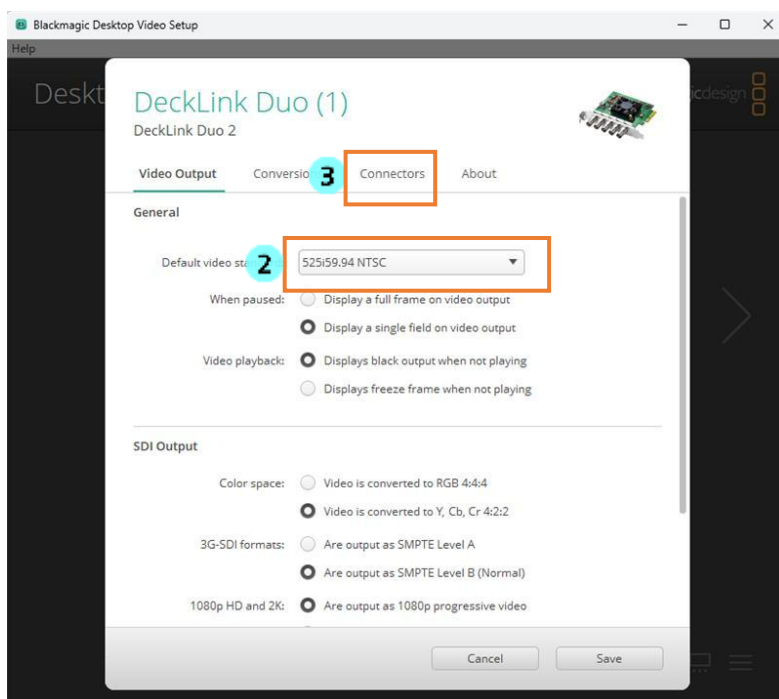 Blackmagic Desktop Video Setup
Help
DeckLink Duo (1)
DeckLink Duo 2
Video Output 3 Connectors About
General
Default video 2 525i59.94 NTSC
When paused: Display a full frame on video output
Display a single field on video output
Video playback: Displays black output when not playing
Displays freeze frame when not playing
SDI Output
Color space: Video is converted to RGB 4:4:4
Video is converted to Y, Cb, Cr 4:2:2
3G-SDI formats: Are output as SMPTE Level A
Are output as SMPTE Level B (Normal)
1080p HD and 2K: Are output as 1080p progressive video
Cancel Save